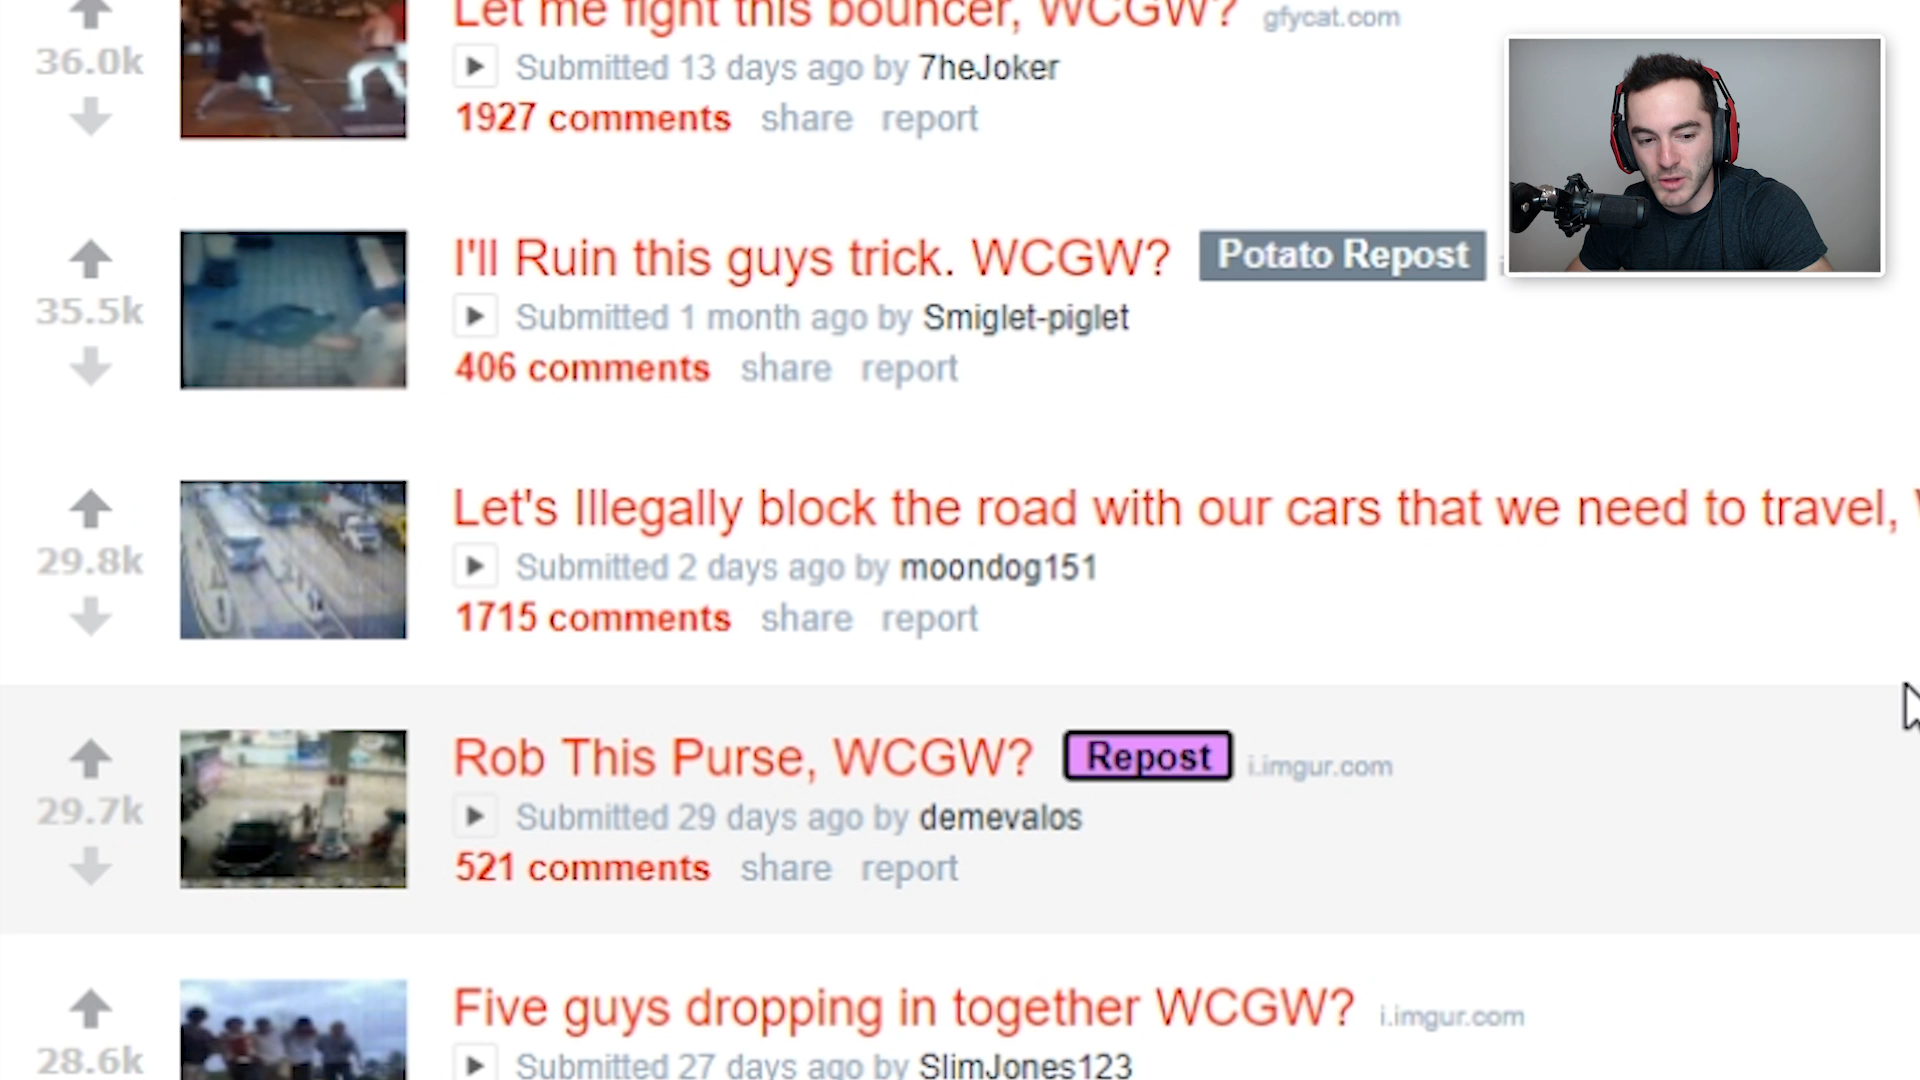 Let me fight this bouncer, WCGW? gfycat.com
36.0k
Submitted 13 days ago by 7heJoker
1927 comments share report
I'll Ruin this guys trick. WCGW? Potato Repost
35.5k
Submitted 1 month ago by Smiglet-piglet
406 comments share report
Let's Illegally block the road with our cars that we need to travel,
29.8k
Submitted 2 days ago by moondog151
1715 comments share report
Rob This Purse, WCGW? Repost i.imgur.com
29.7k
Submitted 29 days ago by demevalos
521 comments share report
Five guys dropping in together WCGW? i.imgur.com
28.6k
Submitted 27 days ago by SlimJones123